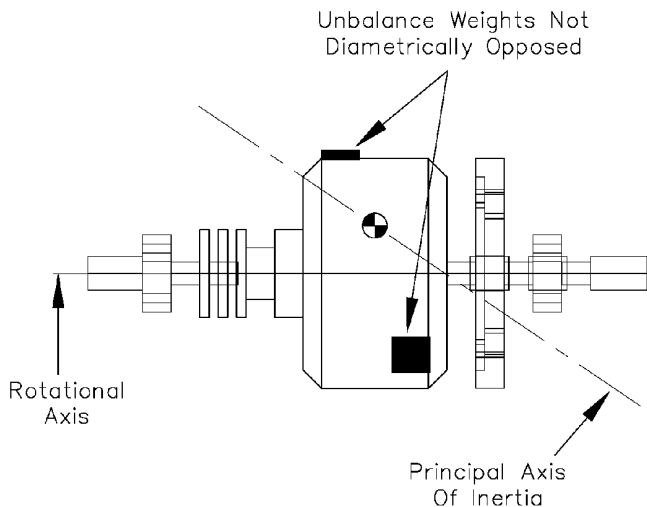 Unbalance Weights Not
Diametrically Opposed
Rotational
Axis
Principal Axis
Of Inertia